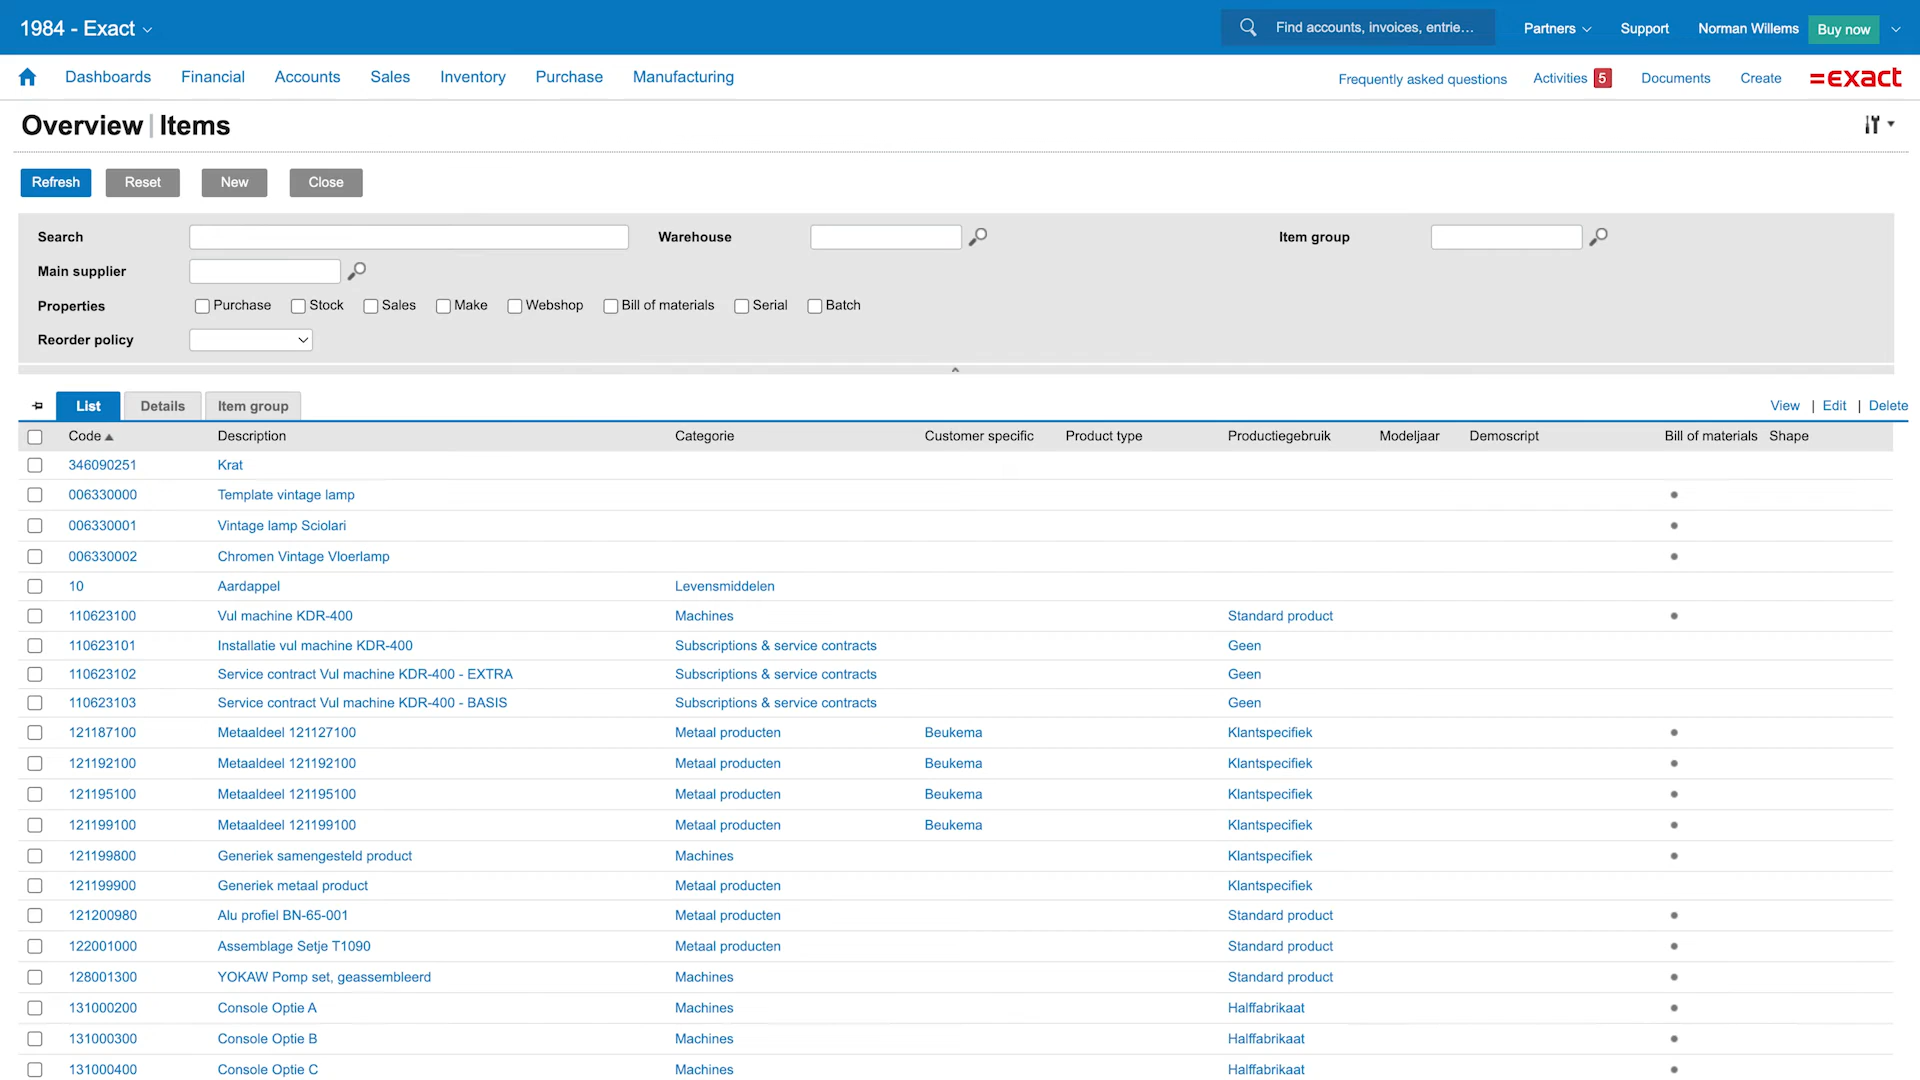 1984 - Exact
Find accounts, invoices, entrie...
Partners
Support
Norman Willems
Buy now
Dashboards
Financial
Accounts
Sales
Inventory
Purchase
Manufacturing
Frequently asked questions
Activities 5
Documents
Create
=exact
Overview | Items
Refresh
Reset
New
Close
Search
Warehouse
Item group
Main supplier
Properties
Purchase
Stock
Sales
Make
Webshop
Bill of materials
Serial
Batch
Reorder policy
List
Details
Item group
View | Edit | Delete
Code Description Categorie Customer specific Product type Productiegebruik Modeljaar Demoscript Bill of materials Shape
346090251 Krat
006330000 Template vintage lamp
006330001 Vintage lamp Sciolari
006330002 Chromen Vintage Vloerlamp
10 Aardappel Levensmiddelen
110623100 Vul machine KDR-400 Machines Standard product
110623101 Installatie vul machine KDR-400 Subscriptions & service contracts Geen
110623102 Service contract Vul machine KDR-400 - EXTRA Subscriptions & service contracts Geen
110623103 Service contract Vul machine KDR-400 - BASIS Subscriptions & service contracts Geen
121187100 Metaaldeel 121127100 Metaal producten Beukema Klantspecifiek
121192100 Metaaldeel 121192100 Metaal producten Beukema Klantspecifiek
121195100 Metaaldeel 121195100 Metaal producten Beukema Klantspecifiek
121199100 Metaaldeel 121199100 Metaal producten Beukema Klantspecifiek
121199800 Generiek samengesteld product Machines Klantspecifiek
121199900 Generiek metaal product Metaal producten Klantspecifiek
121200980 Alu profiel BN-65-001 Metaal producten Standard product
122001000 Assemblage Setje T1090 Metaal producten Standard product
128001300 YOKAW Pomp set, geassembleerd Machines Standard product
131000200 Console Optie A Machines Halffabrikaat
131000300 Console Optie B Machines Halffabrikaat
131000400 Console Optie C Machines Halffabrikaat